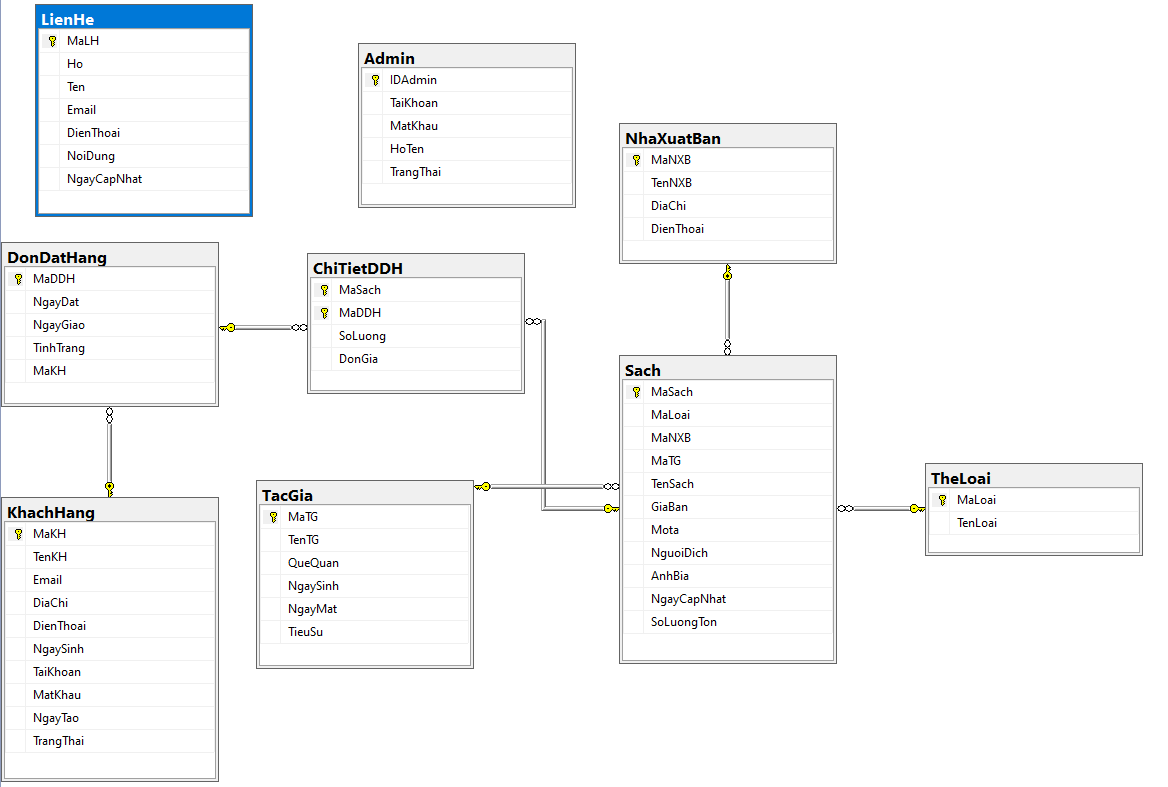 LienHe
MaLH
Ho
Ten
Email
DienThoai
NoiDung
NgayCapNhat
Admin
IDAdmin
TaiKhoan
MatKhau
HoTen
TrangThai
NhaXuatBan
MaNXB
TenNXB
DiaChi
DienThoai
DonDatHang
MaDDH
NgayDat
NgayGiao
TinhTrang
MaKH
ChiTietDDH
MaSach
MaDDH
SoLuong
DonGia
Sach
MaSach
MaLoai
MaNXB
MaTG
TenSach
GiaBan
Mota
NguoiDich
AnhBia
NgayCapNhat
SoLuongTon
TheLoai
MaLoai
TenLoai
TacGia
MaTG
TenTG
QueQuan
NgaySinh
NgayMat
TieuSu
KhachHang
MaKH
TenKH
Email
DiaChi
DienThoai
NgaySinh
TaiKhoan
MatKhau
NgayTao
TrangThai